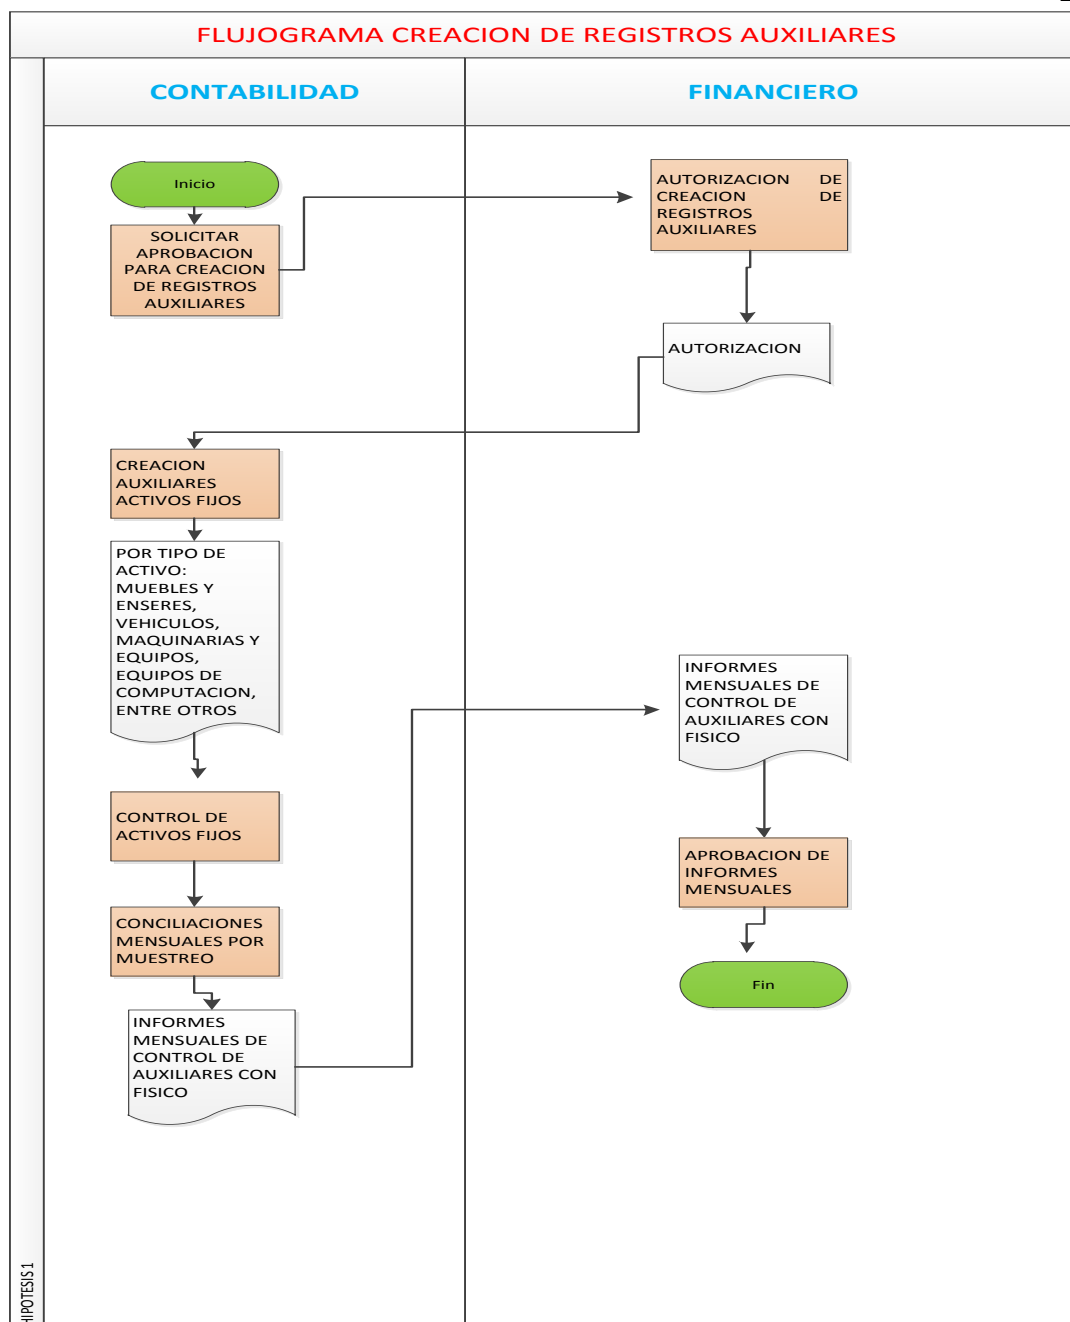 FLUJOGRAMA CREACION DE REGISTROS AUXILIARES
CONTABILIDAD
FINANCIERO
Inicio
SOLICITAR
APROBACION
PARA CREACION
DE REGISTROS
AUXILIARES
AUTORIZACION DE
CREACION DE
REGISTROS
AUXILIARES
AUTORIZACION
CREACION
AUXILIARES
ACTIVOS FIJOS
POR TIPO DE
ACTIVO:
MUEBLES Y
ENSERES,
VEHICULOS,
MAQUINARIAS Y
EQUIPOS,
EQUIPOS DE
COMPUTACION,
ENTRE OTROS
CONTROL DE
ACTIVOS FIJOS
CONCILIACIONES
MENSUALES POR
MUESTREO
INFORMES
MENSUALES DE
CONTROL DE
AUXILIARES CON
FISICO
INFORMES
MENSUALES DE
CONTROL DE
AUXILIARES CON
FISICO
APROBACION DE
INFORMES
MENSUALES
Fin
HIPOTESIS 1